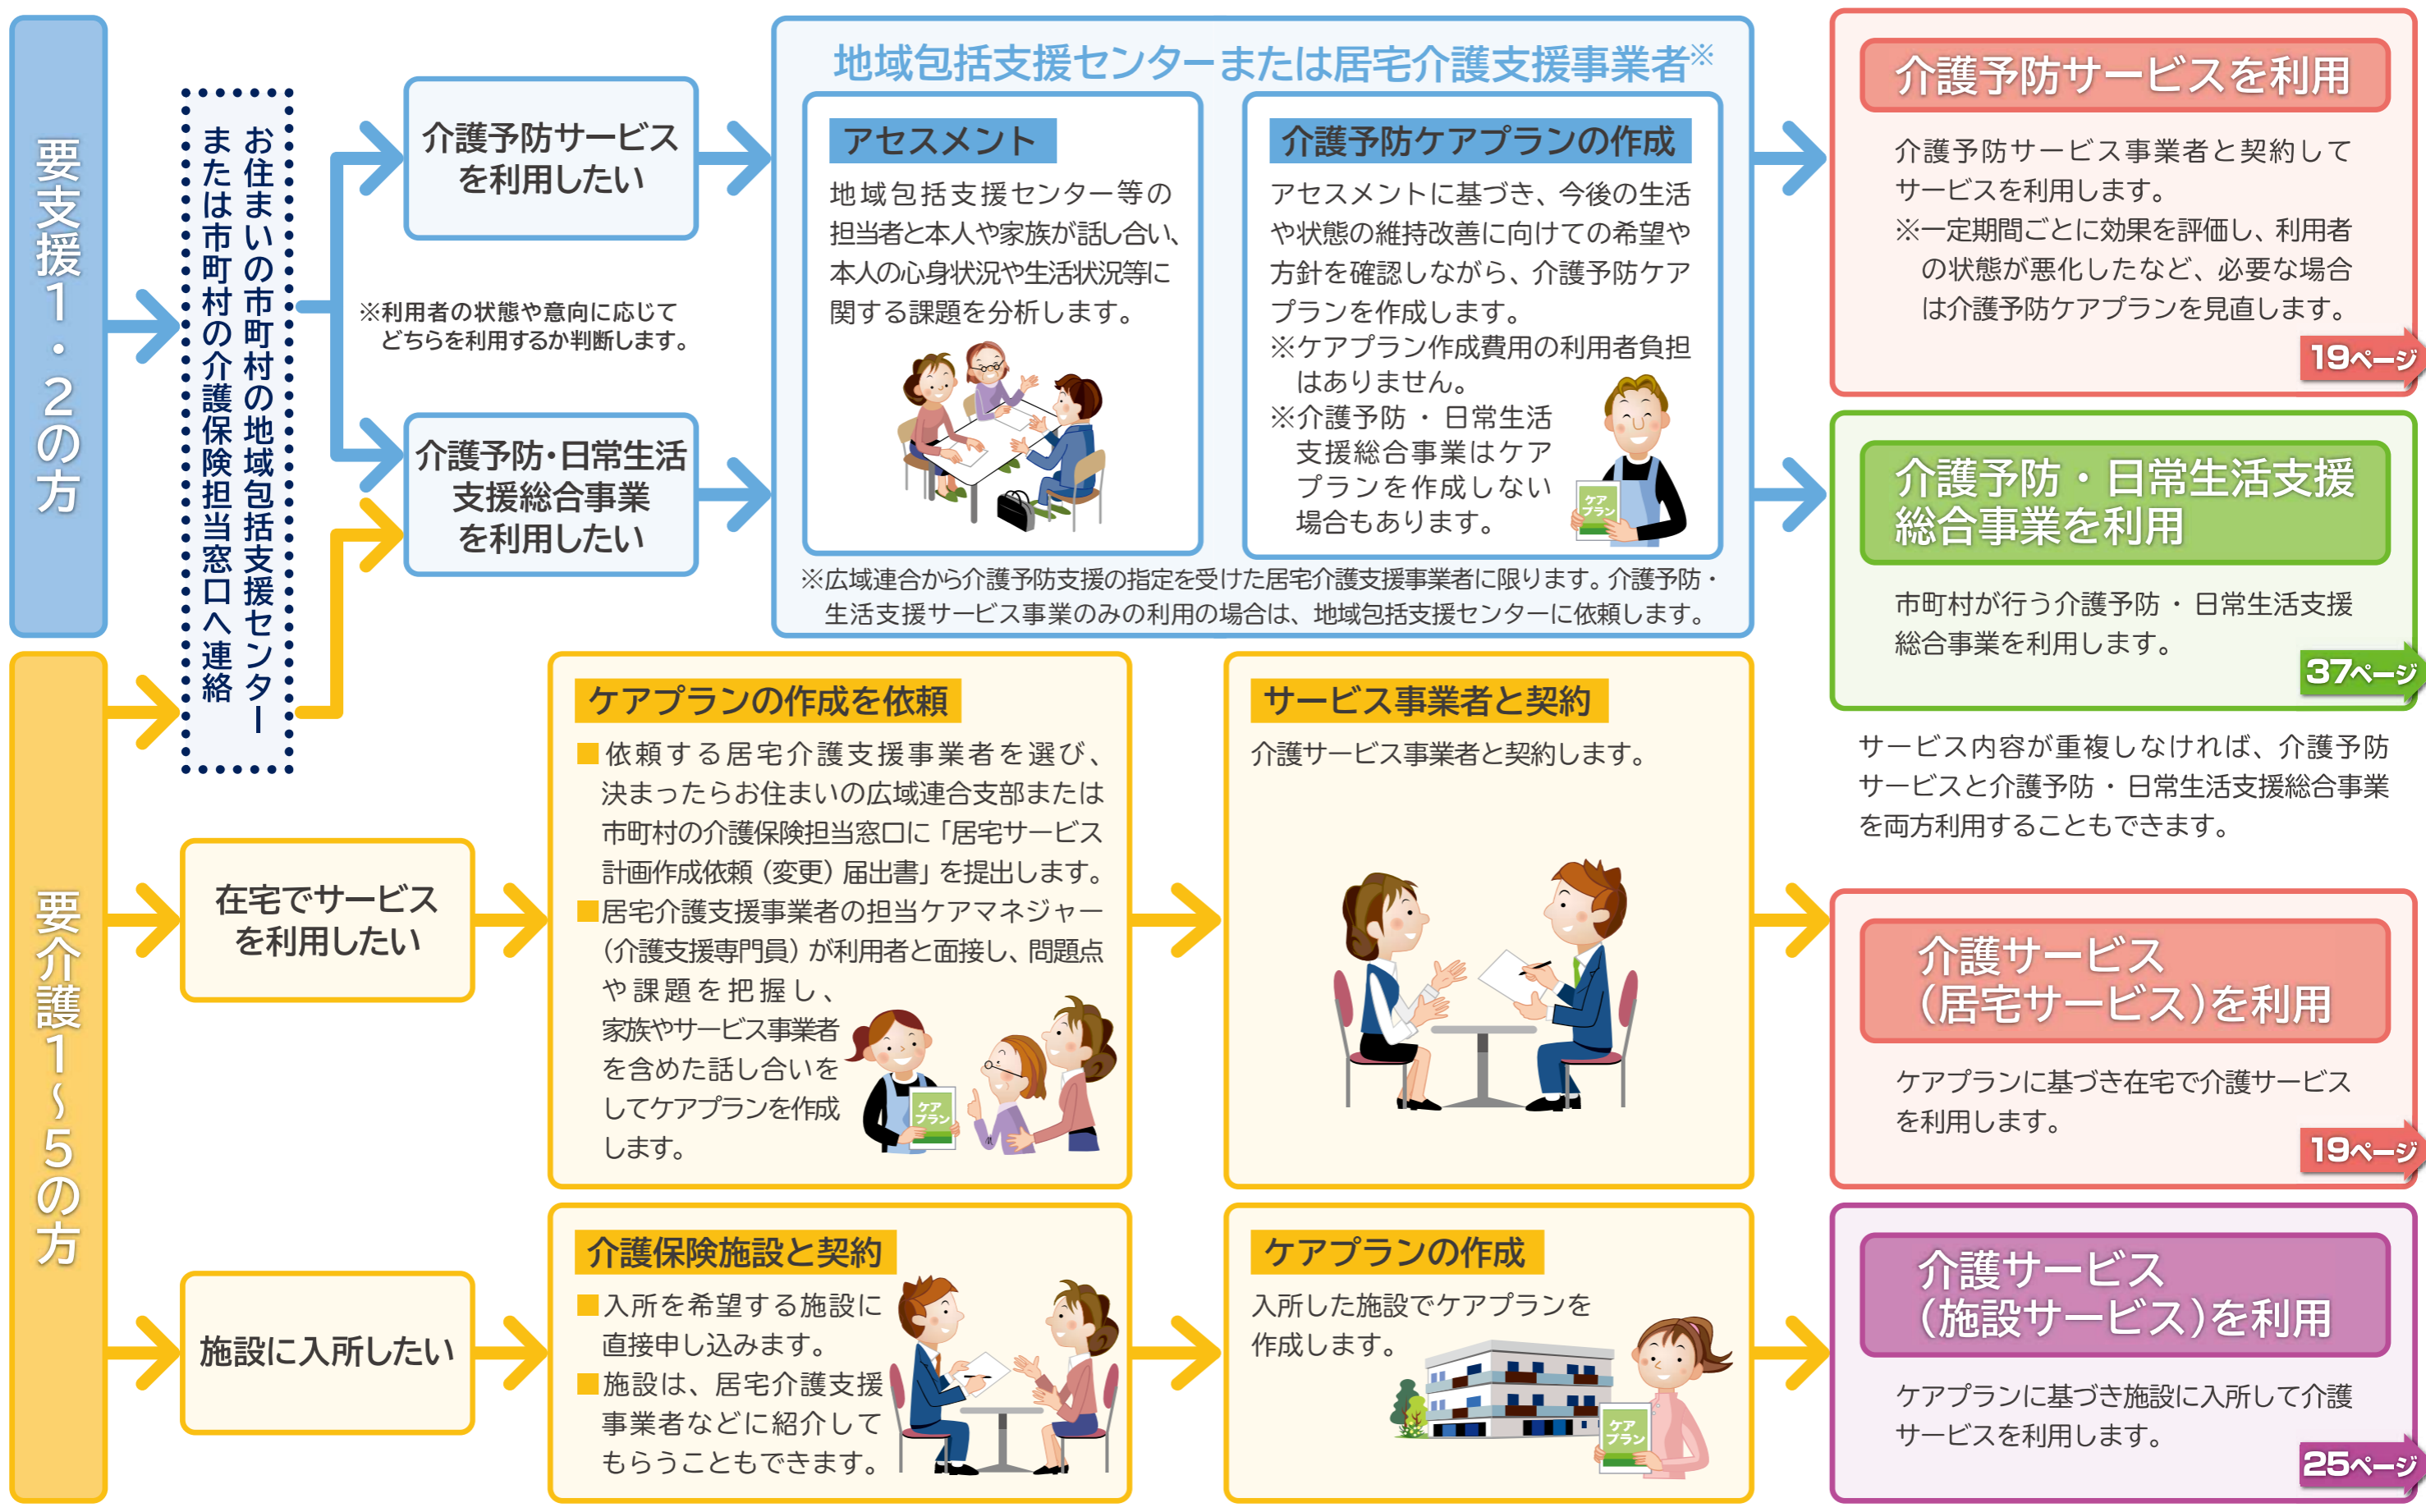 要支援1・2の方
お住まいの市町村の地域包括支援センター
または市町村の介護保険担当窓口へ連絡
介護予防サービス
を利用したい
※利用者の状態や意向に応じて
どちらを利用するか判断します。
介護予防・日常生活
支援総合事業
を利用したい
地域包括支援センターまたは居宅介護支援事業者※
アセスメント
地域包括支援センター等の
担当者と本人や家族が話し合い、
本人の心身状況や生活状況等に
関する課題を分析します。
介護予防ケアプランの作成
アセスメントに基づき、今後の生活
や状態の維持改善に向けての希望や
方針を確認しながら、介護予防ケア
プランを作成します。
※ケアプラン作成費用の利用者負担
はありません。
※介護予防・日常生活
支援総合事業はケア
プランを作成しない
場合もあります。
ケア
プラン
※広域連合から介護予防支援の指定を受けた居宅介護支援事業者に限ります。介護予防・
生活支援サービス事業のみの利用の場合は、地域包括支援センターに依頼します。
介護予防サービスを利用
介護予防サービス事業者と契約して
サービスを利用します。
※一定期間ごとに効果を評価し、利用者
の状態が悪化したなど、必要な場合
は介護予防ケアプランを見直します。
19ページ
介護予防・日常生活支援
総合事業を利用
市町村が行う介護予防・日常生活支援
総合事業を利用します。
37ページ
サービス内容が重複しなければ、介護予防
サービスと介護予防・日常生活支援総合事業
を両方利用することもできます。
要介護1～5の方
在宅でサービス
を利用したい
ケアプランの作成を依頼
■依頼する居宅介護支援事業者を選び、
決まったらお住まいの広域連合支部または
市町村の介護保険担当窓口に「居宅サービス
計画作成依頼（変更）届出書」を提出します。
■居宅介護支援事業者の担当ケアマネジャー
（介護支援専門員）が利用者と面接し、問題点
や課題を把握し、
家族やサービス事業者
を含めた話し合いを
してケアプランを作成
します。
ケア
プラン
サービス事業者と契約
介護サービス事業者と契約します。
介護サービス
（居宅サービス）を利用
ケアプランに基づき在宅で介護サービス
を利用します。
19ページ
施設に入所したい
介護保険施設と契約
■入所を希望する施設に
直接申し込みます。
■施設は、居宅介護支援
事業者などに紹介して
もらうこともできます。
ケアプランの作成
入所した施設でケアプランを
作成します。
ケア
プラン
介護サービス
（施設サービス）を利用
ケアプランに基づき施設に入所して介護
サービスを利用します。
25ページ